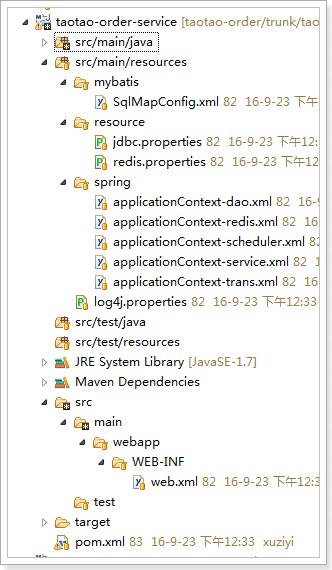 taotao-order-service [taotao-order/trunk/tao
src/main/java
src/main/resources
mybatis
SqlMapConfig.xml 82 16-9-23 下午
resource
jdbc.properties 82 16-9-23 下午12:
redis.properties 82 16-9-23 下午12
spring
applicationContext-dao.xml 82 16-
applicationContext-redis.xml 82 16
applicationContext-scheduler.xml 82
applicationContext-service.xml 82 1
applicationContext-trans.xml 82 16
log4j.properties 82 16-9-23 下午12:33
src/test/java
src/test/resources
JRE System Library [JavaSE-1.7]
Maven Dependencies
src
main
webapp
WEB-INF
web.xml 82 16-9-23 下午12:3
test
target
pom.xml 83 16-9-23 下午12:33 xuziyi